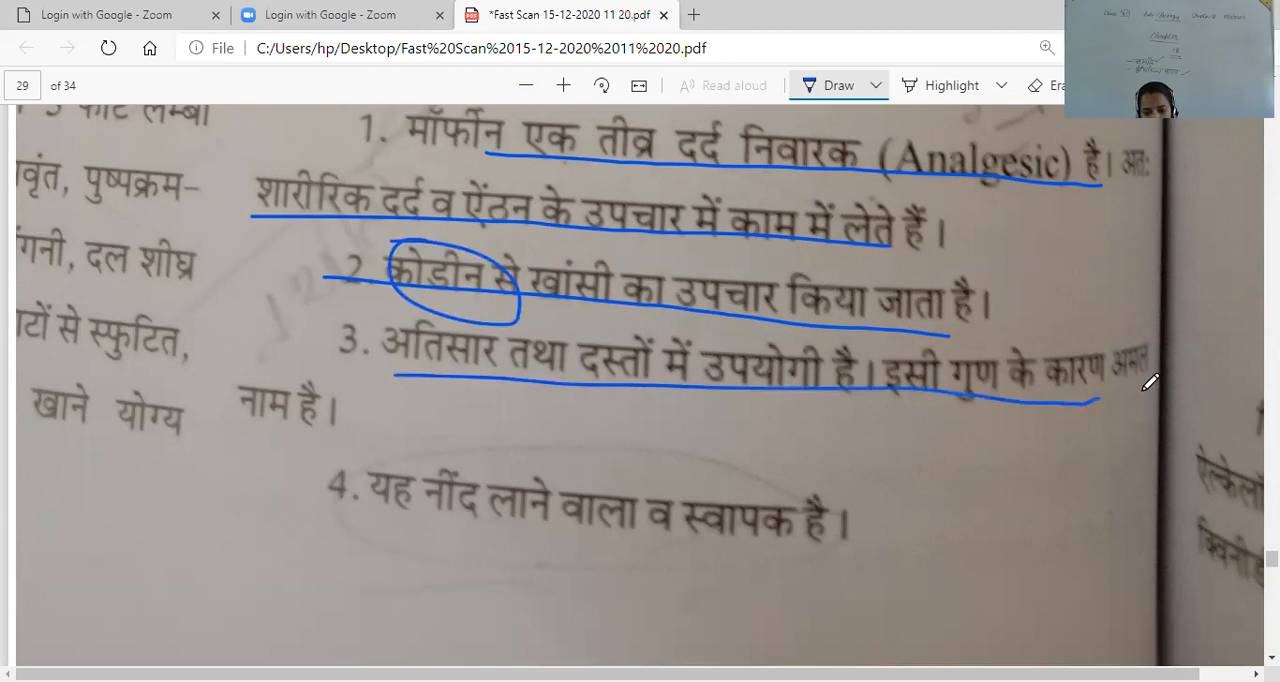 Login with Google - Zoom
Login with Google - Zoom
*Fast Scan 15-12-2020 11 20.pdf
File
C:/Users/hp/Desktop/Fast%20Scan%2015-12-2020%2011%2020.pdf
29 of 34
Read aloud
Draw
Highlight
Era
लम्बा
वृंत, पुष्पक्रम–
गनी, दल शीघ्र
टों से स्फुटित,
खाने योग्य
1. मॉर्फीन एक तीव्र दर्द निवारक (Analgesic) है। अतः
शारीरिक दर्द व ऐंठन के उपचार में काम में लेते हैं।
2. कोडीन से खांसी का उपचार किया जाता है।
3. अतिसार तथा दस्तों में उपयोगी है। इसी गुण के कारण
नाम है।
4. यह नींद लाने वाला व स्वापक है।